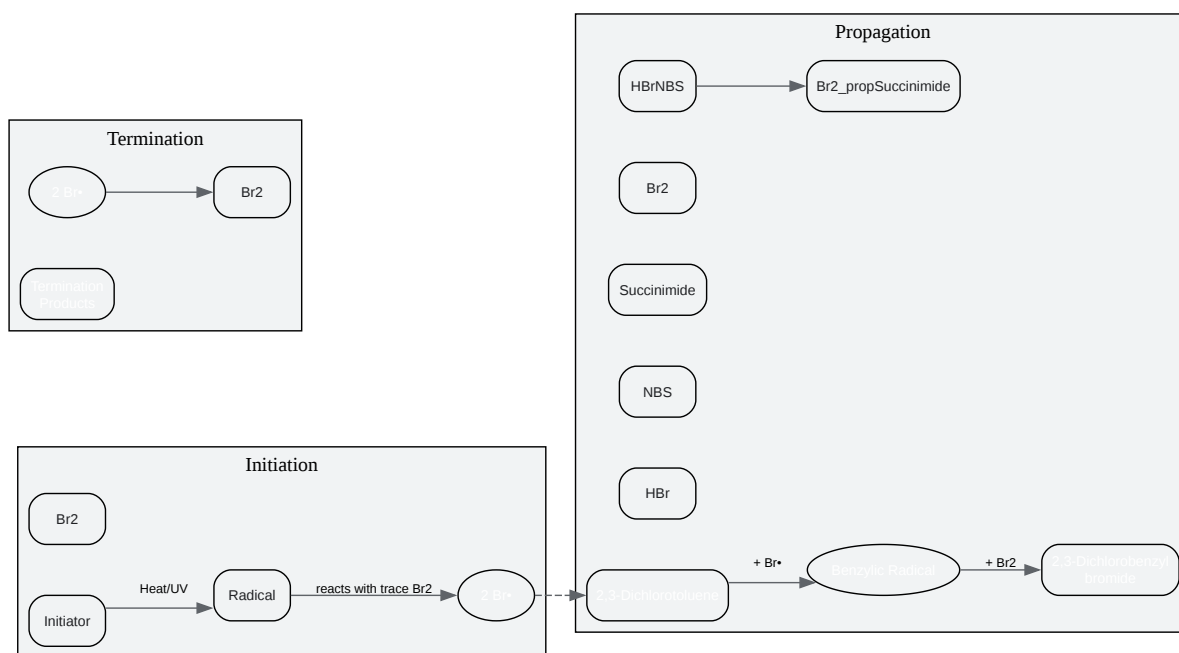 Propagation
HBrNBS
Br2_propSuccinimide
Br2
Succinimide
NBS
HBr
2,3-Dichlorotoluene
+ Br•
Benzylic Radical
+ Br2
2,3-Dichlorobenzyl
bromide
Termination
2 Br•
Br2
Termination
Products
Initiation
Br2
Initiator
Heat/UV
Radical
reacts with trace Br2
2 Br•